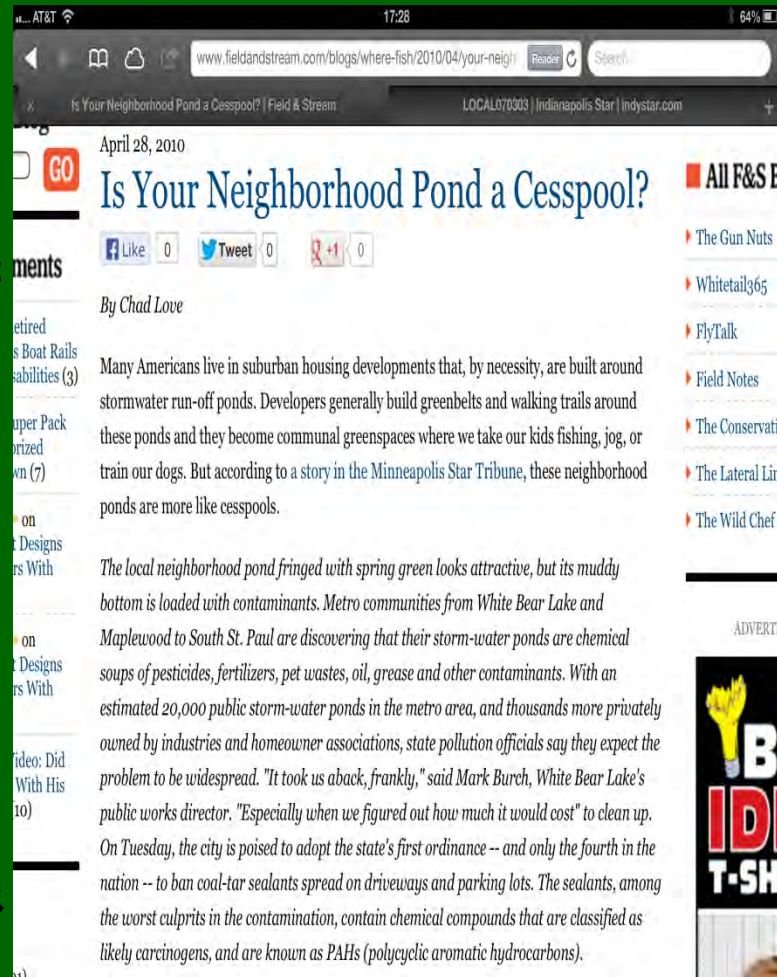 AT&T 17:28 64%
www.fieldandstream.com/blogs/where-fish/2010/04/your-neigh Reader Search
x Is Your Neighborhood Pond a Cesspool? | Field & Stream LOCAL070303 | Indianapolis Star | indystar.com +
April 28, 2010
GO
Is Your Neighborhood Pond a Cesspool?
Like 0 Tweet 0 +1 0
By Chad Love
Many Americans live in suburban housing developments that, by necessity, are built around
stormwater run-off ponds. Developers generally build greenbelts and walking trails around
these ponds and they become communal greenspaces where we take our kids fishing, jog, or
train our dogs. But according to a story in the Minneapolis Star Tribune, these neighborhood
ponds are more like cesspools.
The local neighborhood pond fringed with spring green looks attractive, but its muddy
bottom is loaded with contaminants. Metro communities from White Bear Lake and
Maplewood to South St. Paul are discovering that their storm-water ponds are chemical
soups of pesticides, fertilizers, pet wastes, oil, grease and other contaminants. With an
estimated 20,000 public storm-water ponds in the metro area, and thousands more privately
owned by industries and homeowner associations, state pollution officials say they expect the
problem to be widespread. "It took us aback, frankly," said Mark Burch, White Bear Lake's
public works director. "Especially when we figured out how much it would cost" to clean up.
On Tuesday, the city is poised to adopt the state's first ordinance -- and only the fourth in the
nation -- to ban coal-tar sealants spread on driveways and parking lots. The sealants, among
the worst culprits in the contamination, contain chemical compounds that are classified as
likely carcinogens, and are known as PAHs (polycyclic aromatic hydrocarbons).
ments
etired
s Boat Rails
sabilities (3)
uper Pack
orized
wn (7)
on
t Designs
rs With
on
t Designs
rs With
ideo: Did
With His
10)
All F&S B
The Gun Nuts
Whitetail365
FlyTalk
Field Notes
The Conservati
The Lateral Lin
The Wild Chef
ADVERTI
B
IDE
T-SH